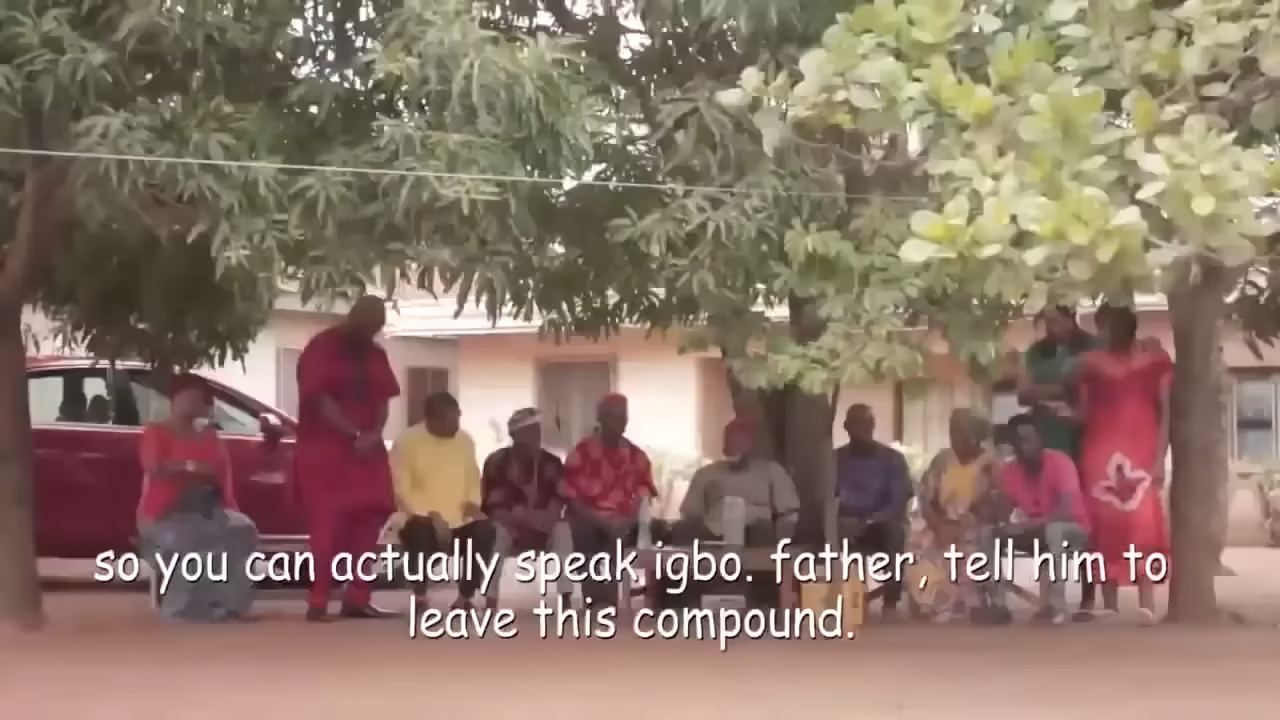 so you can actually speak igbo. father, tell him to
leave this compound.